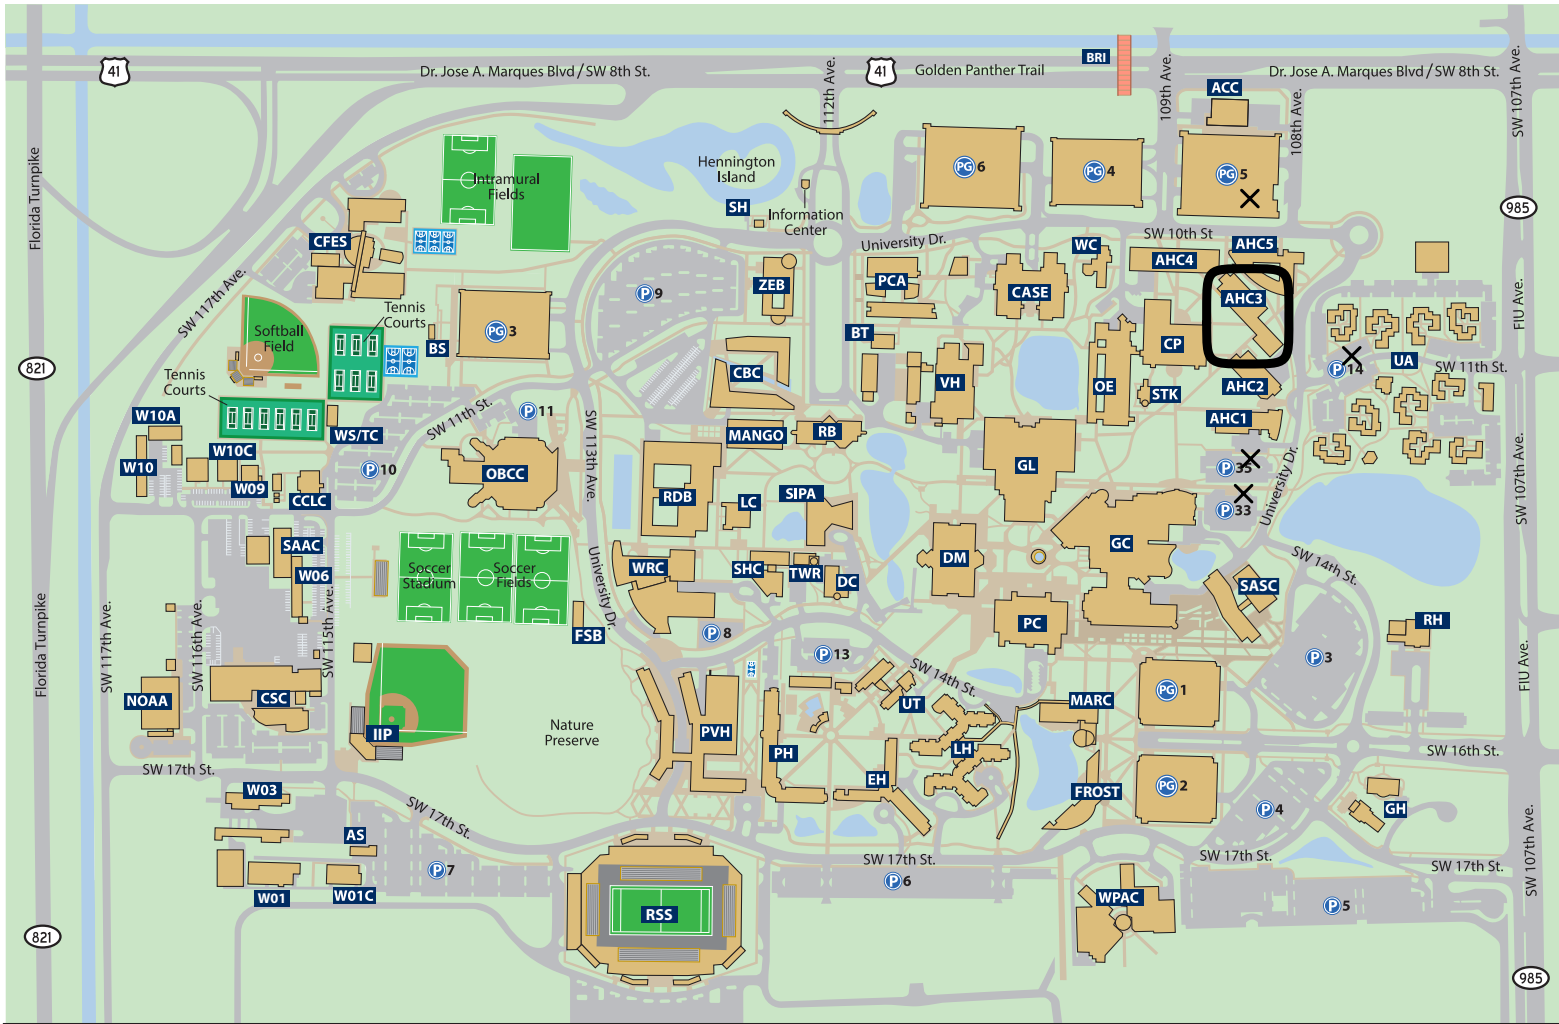 BRI
41
Dr. Jose A. Marques Blvd / SW 8th St.
41
Golden Panther Trail
Dr. Jose A. Marques Blvd / SW 8th St.
112th Ave.
109th Ave.
108th Ave.
SW 107th Ave.
ACC
Florida Turnpike
Hennington
Island
Intramural
Fields
PG 6
PG 4
PG 5
SH
Information
Center
985
CFES
University Dr.
WC
SW 10th St
AHC5
AHC4
SW 117th Ave.
ZEB
PCA
CASE
AHC3
P 9
FIU Ave.
Tennis
Courts
Softball
Field
PG 3
BS
BT
CP
UA
821
CBC
VH
OE
STK
AHC2
P 14
SW 11th St.
Tennis
Courts
W10A
P 11
SW 11th St.
SW 113th Ave.
AHC1
WS/TC
MANGO
RB
W10C
W10
P 10
OBCC
GL
P 35
University Dr.
SW 107th Ave.
W09
CCLC
RDB
LC
SIPA
P 33
SAAC
GC
SW 14th St.
W06
Soccer
Stadium
Soccer
Fields
WRC
SHC
TWR
DC
DM
SASC
University Dr.
Florida Turnpike
SW 117th Ave.
SW 116th Ave.
SW 115th Ave.
FSB
P 8
PC
RH
P 13
P 3
FIU Ave.
SW 14th St.
NOAA
CSC
UT
MARC
PG 1
IIP
Nature
Preserve
PVH
PH
LH
SW 16th St.
SW 17th St.
EH
FROST
PG 2
W03
SW 17th St.
P 4
GH
AS
SW 17th St.
SW 17th St.
SW 17th St.
SW 107th Ave.
P 7
P 6
W01
W01C
WPAC
P 5
RSS
821
985